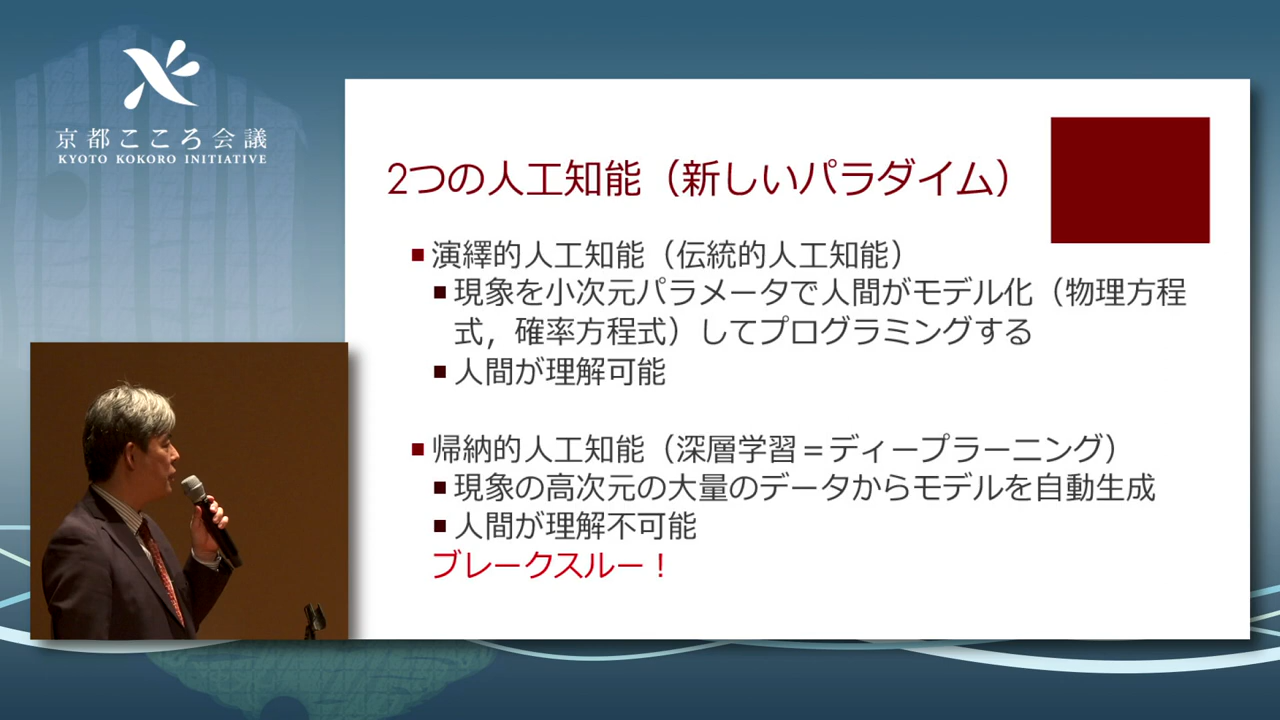 京都こころ会議
KYOTO KOKORO INITIATIVE
2つの人工知能（新しいパラダイム）
演繹的人工知能（伝統的人工知能）
現象を小次元パラメータで人間がモデル化（物理方程
式，確率方程式）してプログラミングする
人間が理解可能
帰納的人工知能（深層学習＝ディープラーニング）
現象の高次元の大量のデータからモデルを自動生成
人間が理解不可能
ブレークスルー！